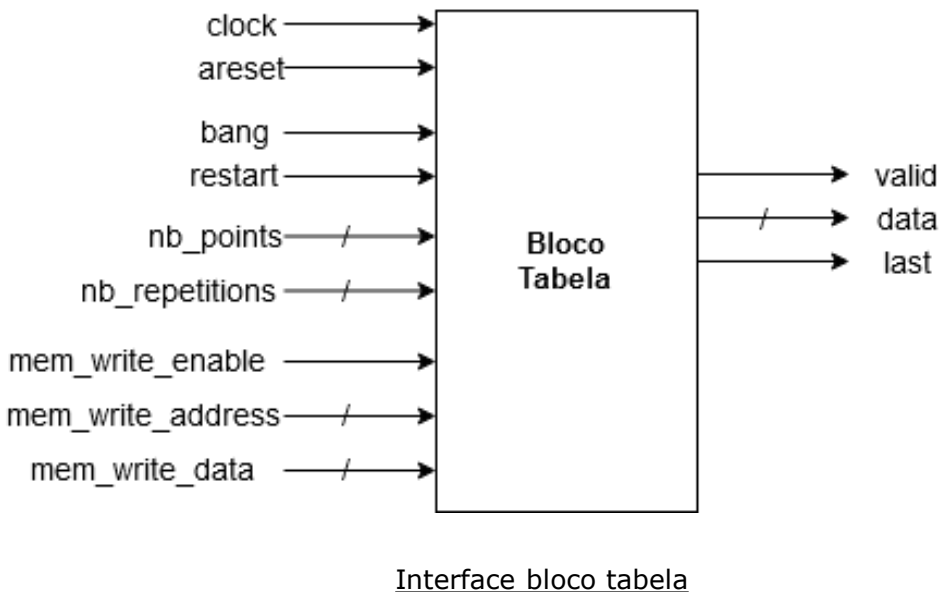 clock
areset
bang
restart
nb_points
nb_repetitions
mem_write_enable
mem_write_address
mem_write_data
Bloco
Tabela
valid
data
last
Interface bloco tabela